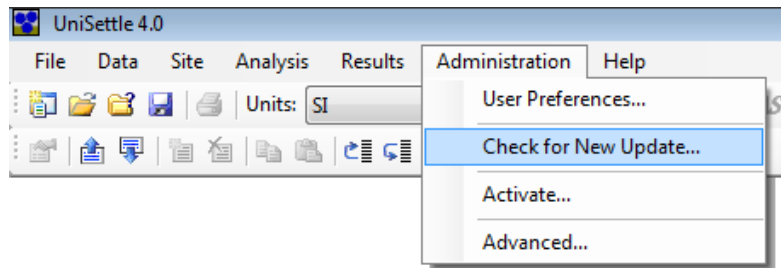 UniSettle 4.0
File Data Site Analysis Results Administration Help
Units: SI
User Preferences...
Check for New Update...
Activate...
Advanced...